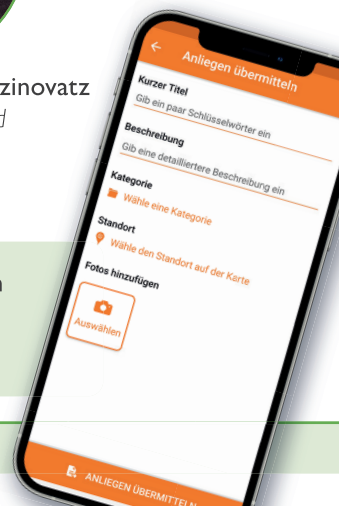 zinovatz
Anliegen übermitteln
Kurzer Titel
Gib ein paar Schlüsselwörter ein
Beschreibung
Gib eine detailliertere Beschreibung ein
Kategorie
Wähle eine Kategorie
Standort
Wähle den Standort auf der Karte
Fotos hinzufügen
Auswählen
ANLIEGEN ÜBERMITTELN